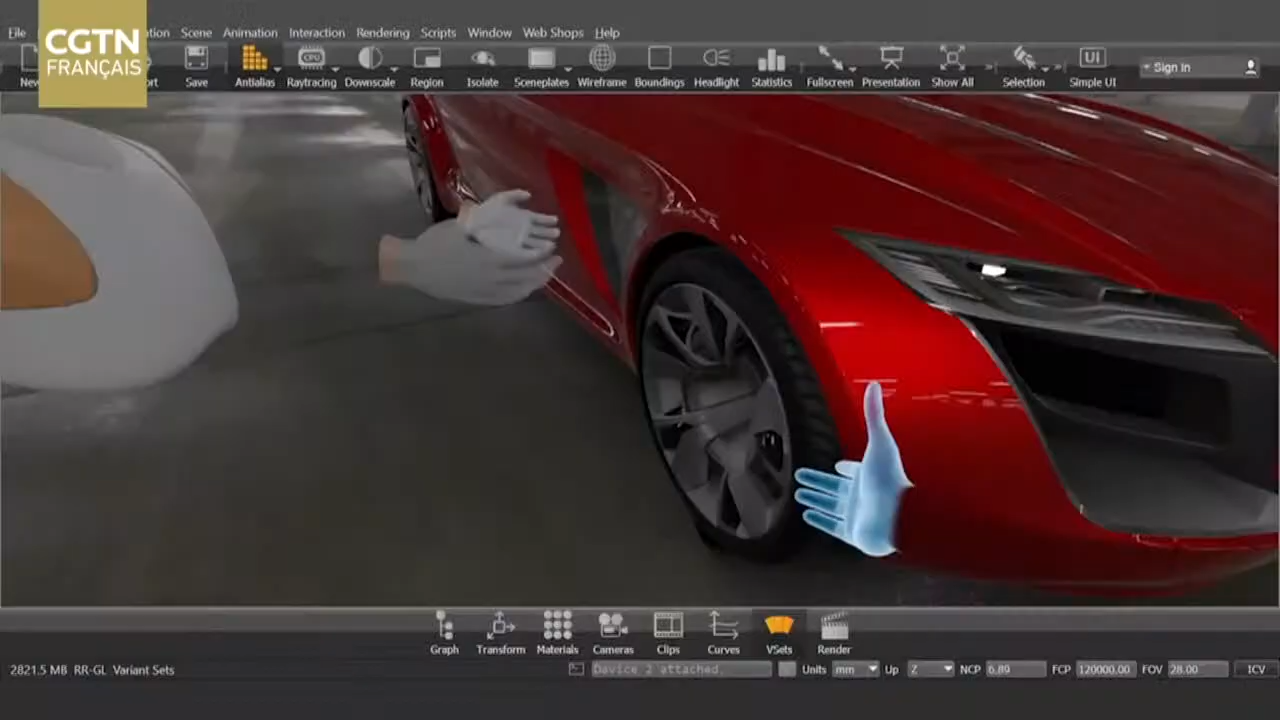 CGTN
FRANÇAIS
File Scene Animation Interaction Rendering Scripts Window Web Shops Help
Save Antialias Raytracing Downscale Region Isolate Sceneplates Wireframe Boundings Headlight Statistics Fullscreen Presentation Show All Selection Simple UI
CPU
UI
Sign In
Graph Transform Materials Cameras Clips Curves VSets Render
2821.5 MB RR-GL Variant Sets Device 2 attached. Units mm Up Z NCP 6.89 FCP 120000.00 FOV 28.00 ICV